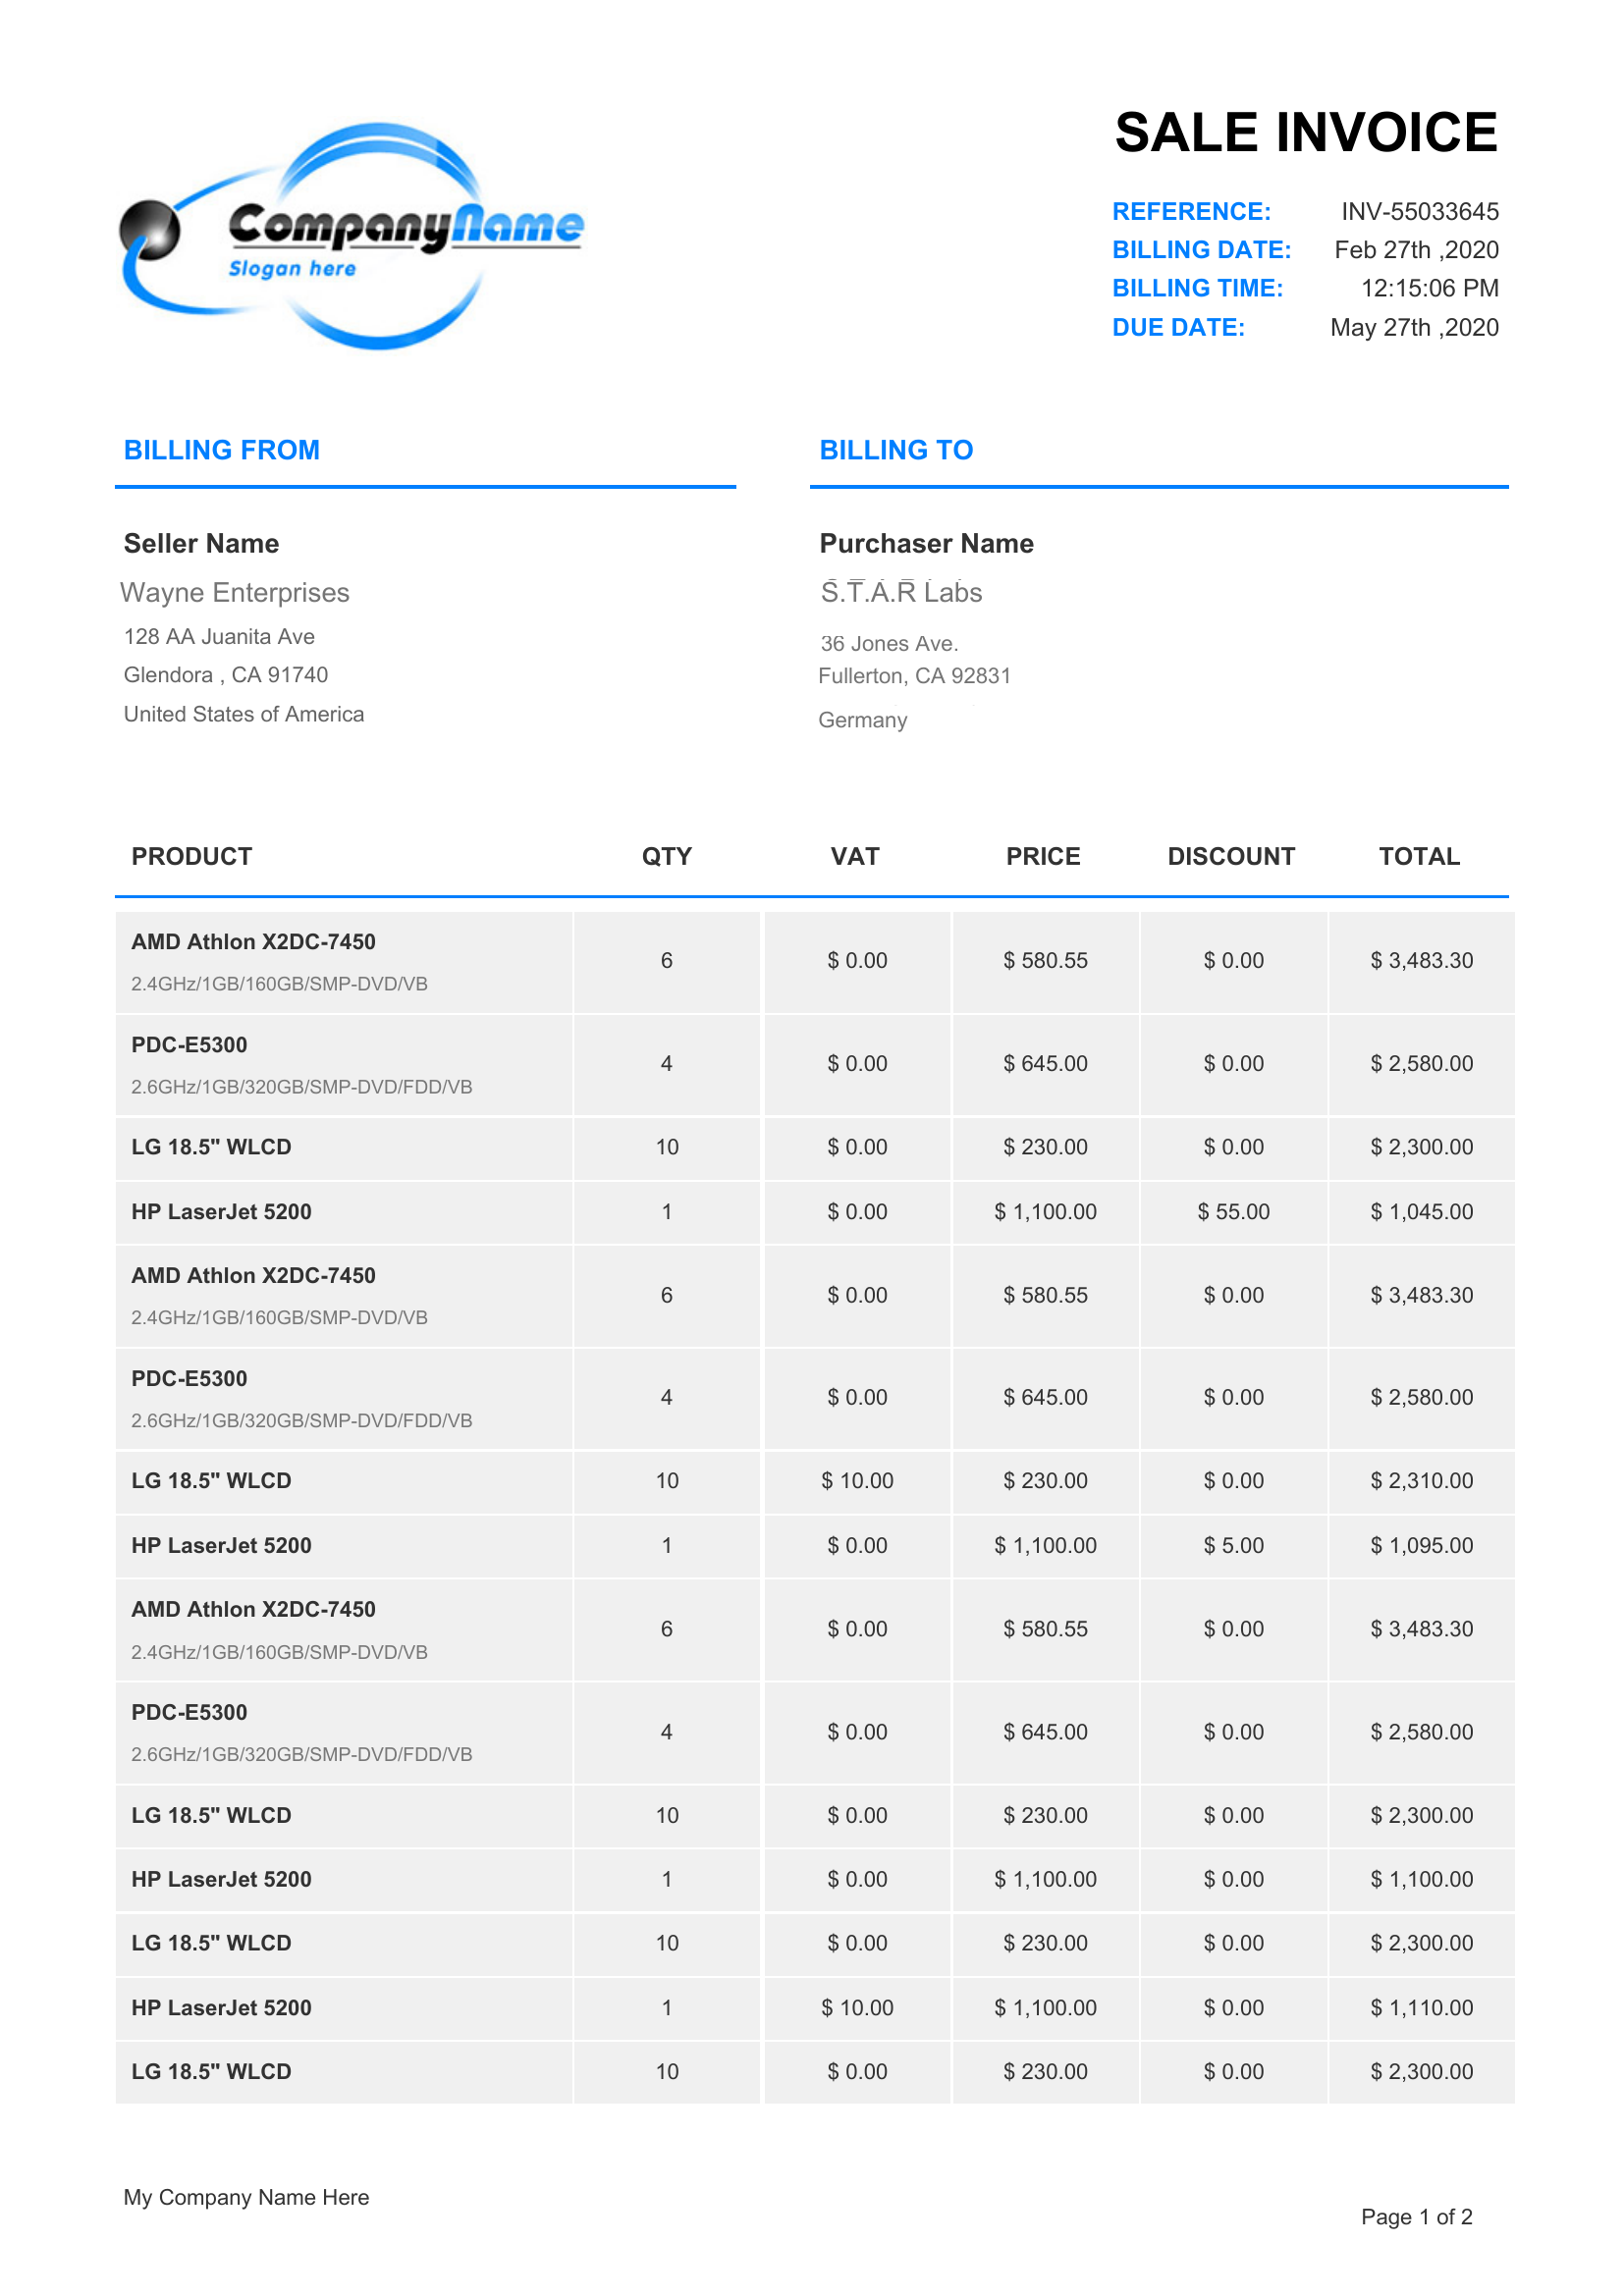 CompanyName
Slogan here
SALE INVOICE
REFERENCE: INV-55033645
BILLING DATE: Feb 27th ,2020
BILLING TIME: 12:15:06 PM
DUE DATE: May 27th ,2020
BILLING FROM BILLING TO
Seller Name Purchaser Name
Wayne Enterprises S.T.A.R Labs
128 AA Juanita Ave 36 Jones Ave.
Glendora , CA 91740 Fullerton, CA 92831
United States of America Germany
PRODUCT QTY VAT PRICE DISCOUNT TOTAL
AMD Athlon X2DC-7450 6 $ 0.00 $ 580.55 $ 0.00 $ 3,483.30
2.4GHz/1GB/160GB/SMP-DVD/VB
PDC-E5300 4 $ 0.00 $ 645.00 $ 0.00 $ 2,580.00
2.6GHz/1GB/320GB/SMP-DVD/FDD/VB
LG 18.5" WLCD 10 $ 0.00 $ 230.00 $ 0.00 $ 2,300.00
HP LaserJet 5200 1 $ 0.00 $ 1,100.00 $ 55.00 $ 1,045.00
AMD Athlon X2DC-7450 6 $ 0.00 $ 580.55 $ 0.00 $ 3,483.30
2.4GHz/1GB/160GB/SMP-DVD/VB
PDC-E5300 4 $ 0.00 $ 645.00 $ 0.00 $ 2,580.00
2.6GHz/1GB/320GB/SMP-DVD/FDD/VB
LG 18.5" WLCD 10 $ 10.00 $ 230.00 $ 0.00 $ 2,310.00
HP LaserJet 5200 1 $ 0.00 $ 1,100.00 $ 5.00 $ 1,095.00
AMD Athlon X2DC-7450 6 $ 0.00 $ 580.55 $ 0.00 $ 3,483.30
2.4GHz/1GB/160GB/SMP-DVD/VB
PDC-E5300 4 $ 0.00 $ 645.00 $ 0.00 $ 2,580.00
2.6GHz/1GB/320GB/SMP-DVD/FDD/VB
LG 18.5" WLCD 10 $ 0.00 $ 230.00 $ 0.00 $ 2,300.00
HP LaserJet 5200 1 $ 0.00 $ 1,100.00 $ 0.00 $ 1,100.00
LG 18.5" WLCD 10 $ 0.00 $ 230.00 $ 0.00 $ 2,300.00
HP LaserJet 5200 1 $ 10.00 $ 1,100.00 $ 0.00 $ 1,110.00
LG 18.5" WLCD 10 $ 0.00 $ 230.00 $ 0.00 $ 2,300.00
My Company Name Here
Page 1 of 2